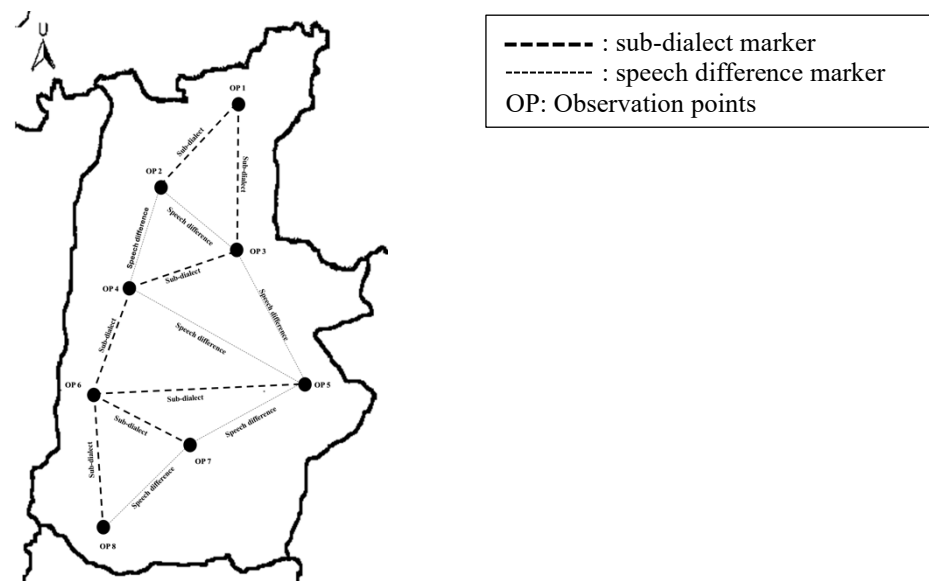 U
: sub-dialect marker
: speech difference marker
OP: Observation points
OP 1
Sub-dialect
Sub-dialect
OP 2
Speech difference
Speech difference
OP 3
Sub-dialect
OP 4
Speech difference
Sub-dialect
Speech difference
OP 6
OP 5
Sub-dialect
Sub-dialect
Speech difference
OP 7
Sub-dialect
Speech difference
OP 8